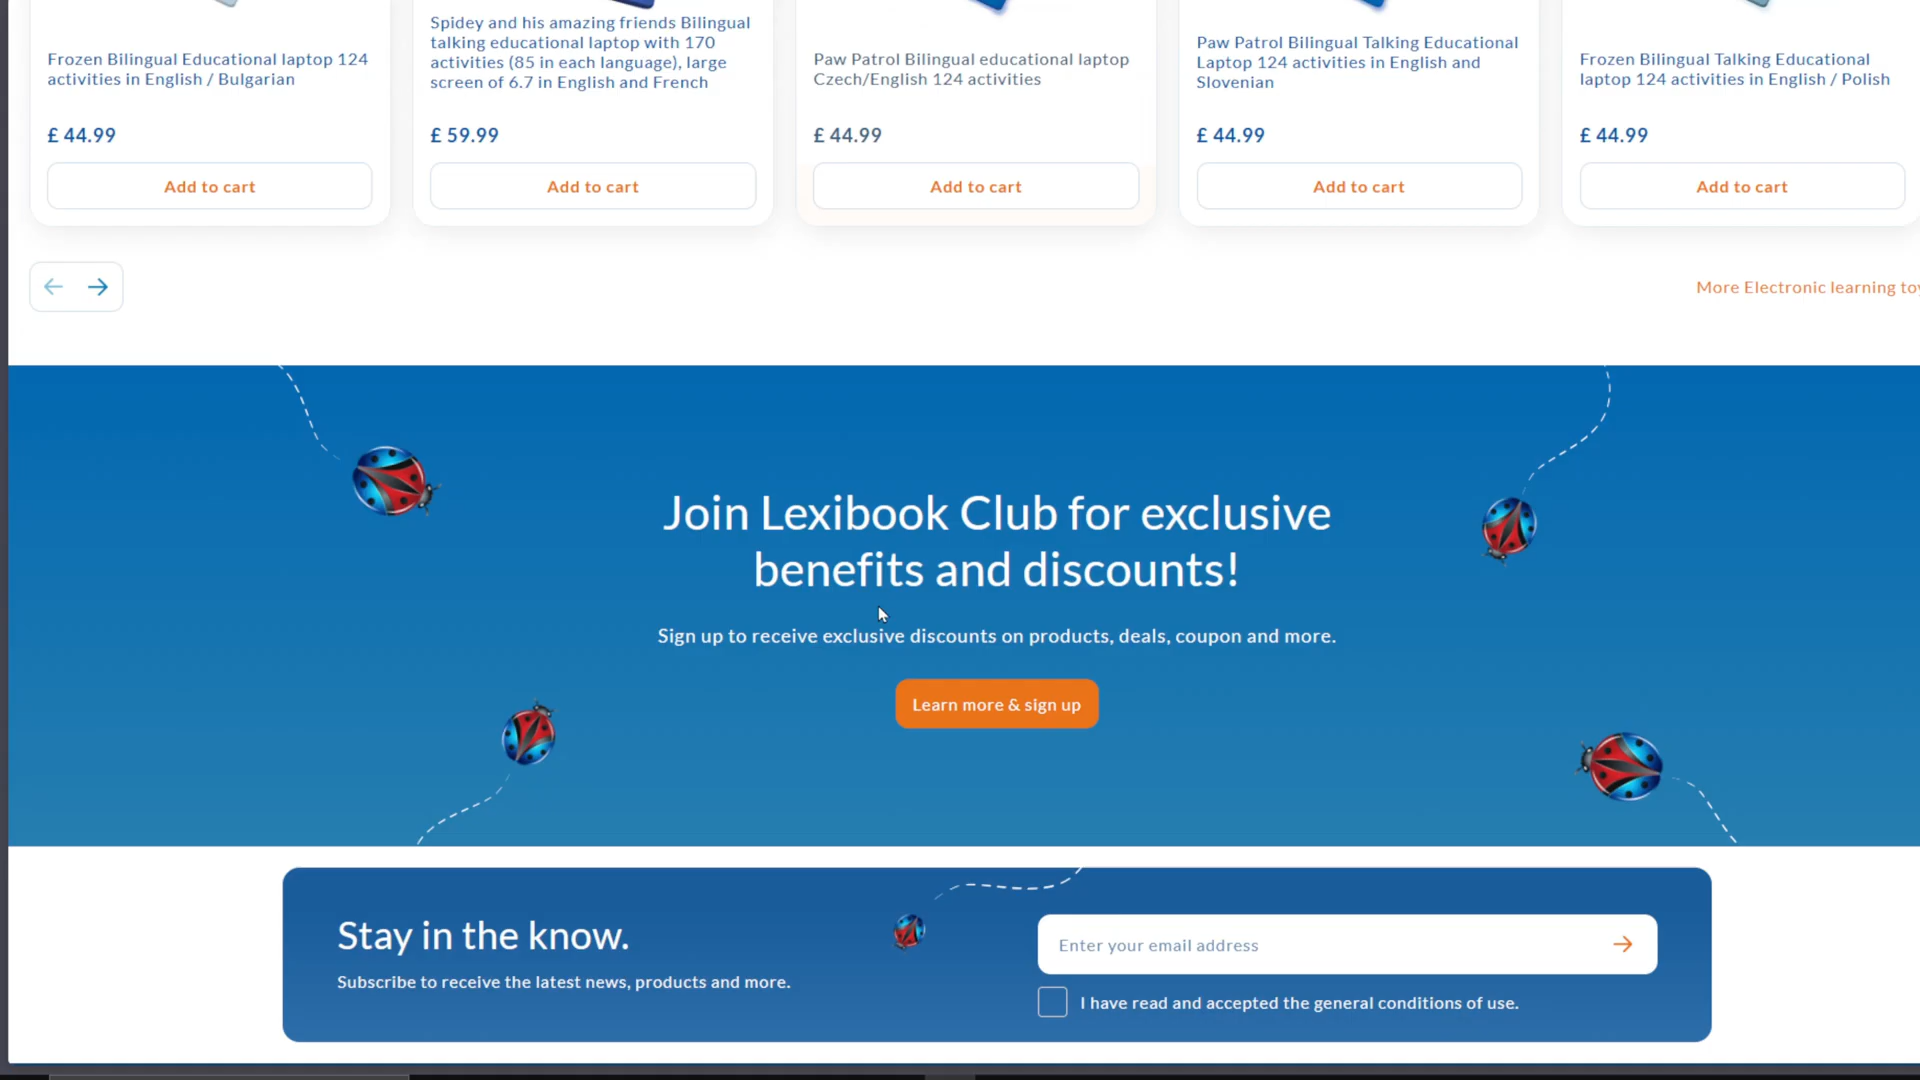 Frozen Bilingual Educational laptop 124
activities in English / Bulgarian
£ 44.99
Add to cart
Spidey and his amazing friends Bilingual
talking educational laptop with 170
activities (85 in each language), large
screen of 6.7 in English and French
£ 59.99
Add to cart
Paw Patrol Bilingual educational laptop
Czech/English 124 activities
£ 44.99
Add to cart
Paw Patrol Bilingual Talking Educational
Laptop 124 activities in English and
Slovenian
£ 44.99
Add to cart
Frozen Bilingual Talking Educational
laptop 124 activities in English / Polish
£ 44.99
Add to cart
More Electronic learning
Join Lexibook Club for exclusive
benefits and discounts!
Sign up to receive exclusive discounts on products, deals, coupon and more.
Learn more & sign up
Stay in the know.
Subscribe to receive the latest news, products and more.
Enter your email address
I have read and accepted the general conditions of use.